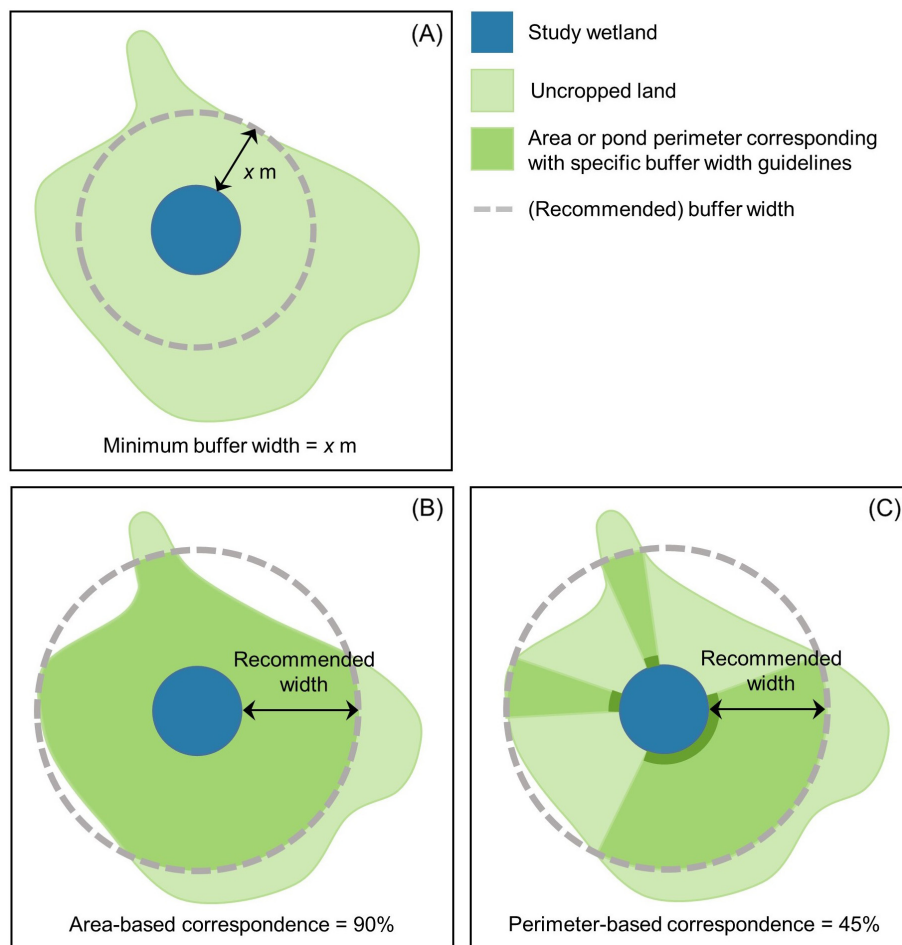 (A)
x m
Minimum buffer width = x m
Study wetland
Uncropped land
Area or pond perimeter corresponding
with specific buffer width guidelines
(Recommended) buffer width
(B)
Recommended
width
Area-based correspondence = 90%
(C)
Recommended
width
Perimeter-based correspondence = 45%